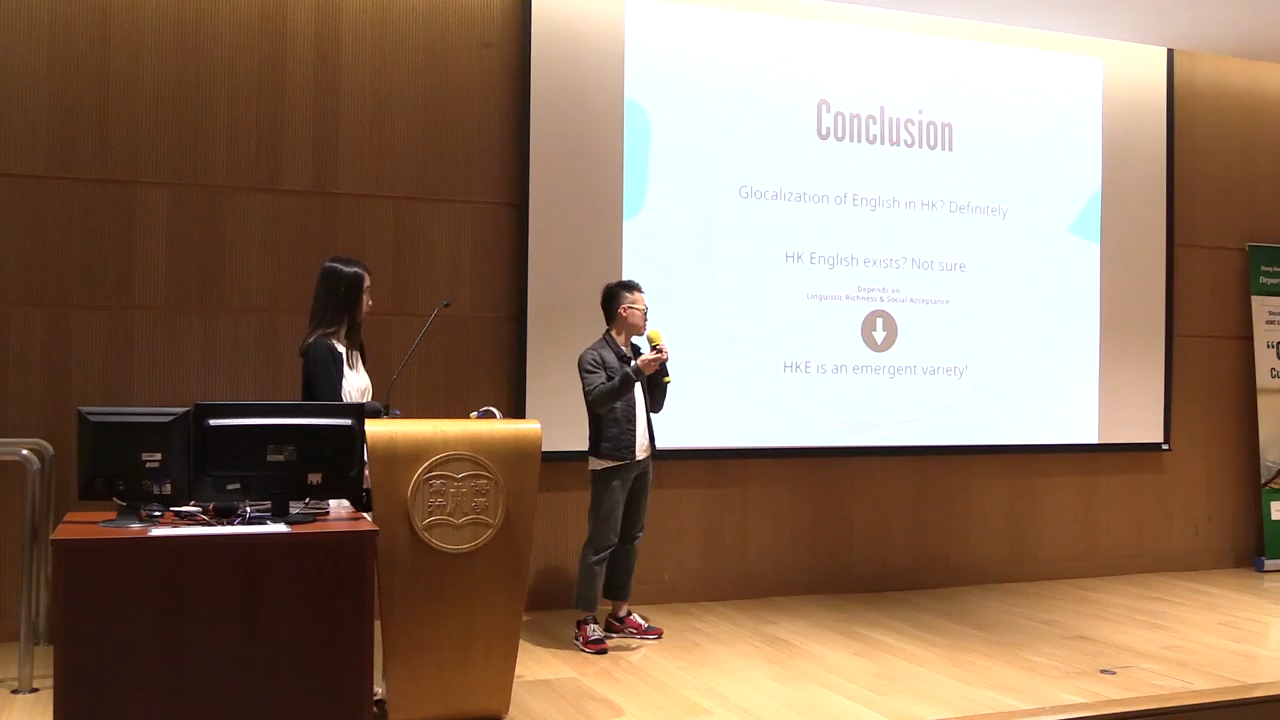 Conclusion
Glocalization of English in HK? Definitely
HK English exists? Not sure
Depends on
Linguistic Richness & Social Acceptance
HKE is an emergent variety!